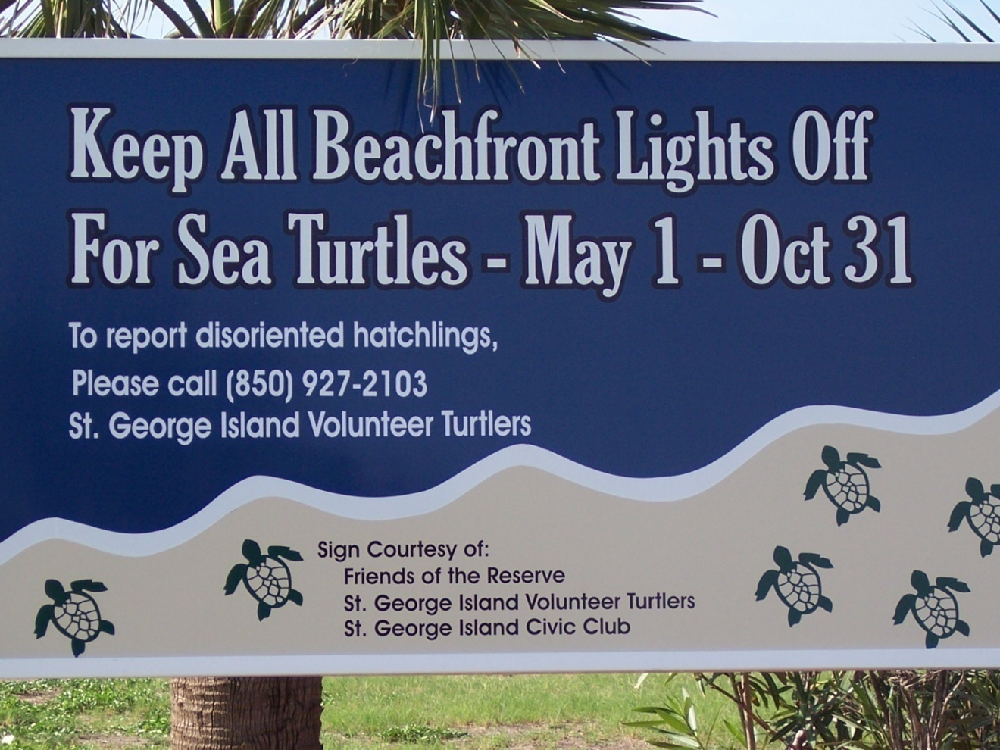 Keep All Beachfront Lights Off
For Sea Turtles - May 1 - Oct 31
To report disoriented hatchlings,
Please call (850) 927-2103
St. George Island Volunteer Turtlers
Sign Courtesy of:
Friends of the Reserve
St. George Island Volunteer Turtlers
St. George Island Civic Club